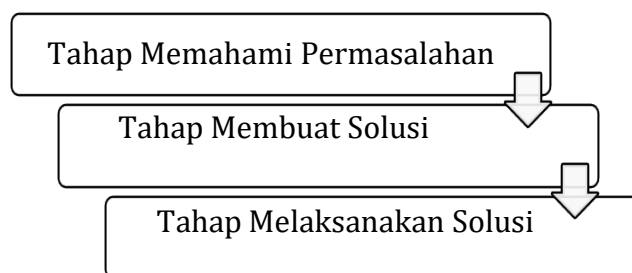 Tahap Memahami Permasalahan
Tahap Membuat Solusi
Tahap Melaksanakan Solusi